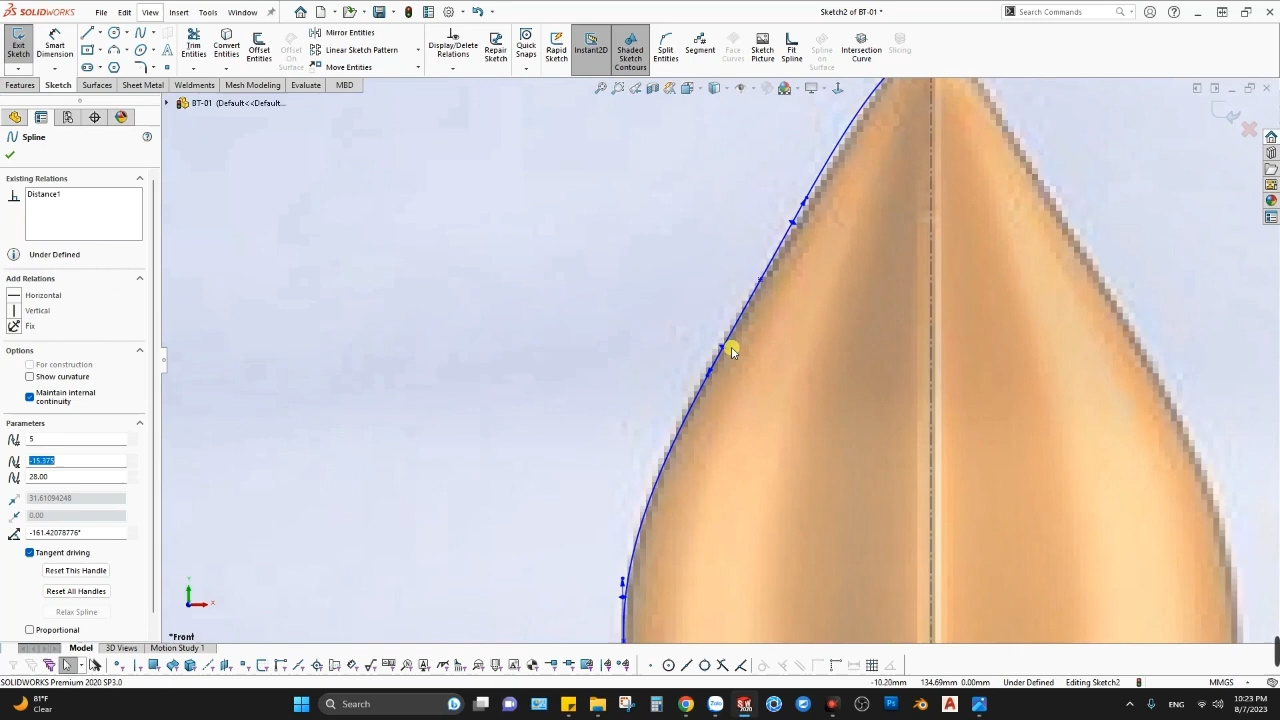 SOLIDWORKS File Edit View Insert Tools Window Sketch2 of BT-01 * Search Commands
Exit Sketch Smart Dimension Trim Entities Convert Entities Offset Entities Offset On Surface Mirror Entities Linear Sketch Pattern Move Entities Display/Delete Relations Repair Sketch Quick Snaps Rapid Sketch Instant2D Shaded Sketch Contours Split Entities Segment Face Curves Sketch Picture Fit Spline Spline on Surface Intersection Curve Slicing
Features Sketch Surfaces Sheet Metal Weldments Mesh Modeling Evaluate MBD
BT-01 (Default<<Default...
Spline
Existing Relations
Distance1
Under Defined
Add Relations
Horizontal
Vertical
Fix
Options
For construction
Show curvature
Maintain internal
continuity
Parameters
5
-15.375
28.00
31.61094248
0.00
-161.42078776°
Tangent driving
Reset This Handle
Reset All Handles
Relax Spline
Proportional
Y
X
*Front
Model 3D Views Motion Study 1
SOLIDWORKS Premium 2020 SP3.0 -10.20mm 134.69mm 0.00mm Under Defined Editing Sketch2 MMGS
81°F
Clear
Search
Zalo
ENG
10:23 PM
8/7/2023